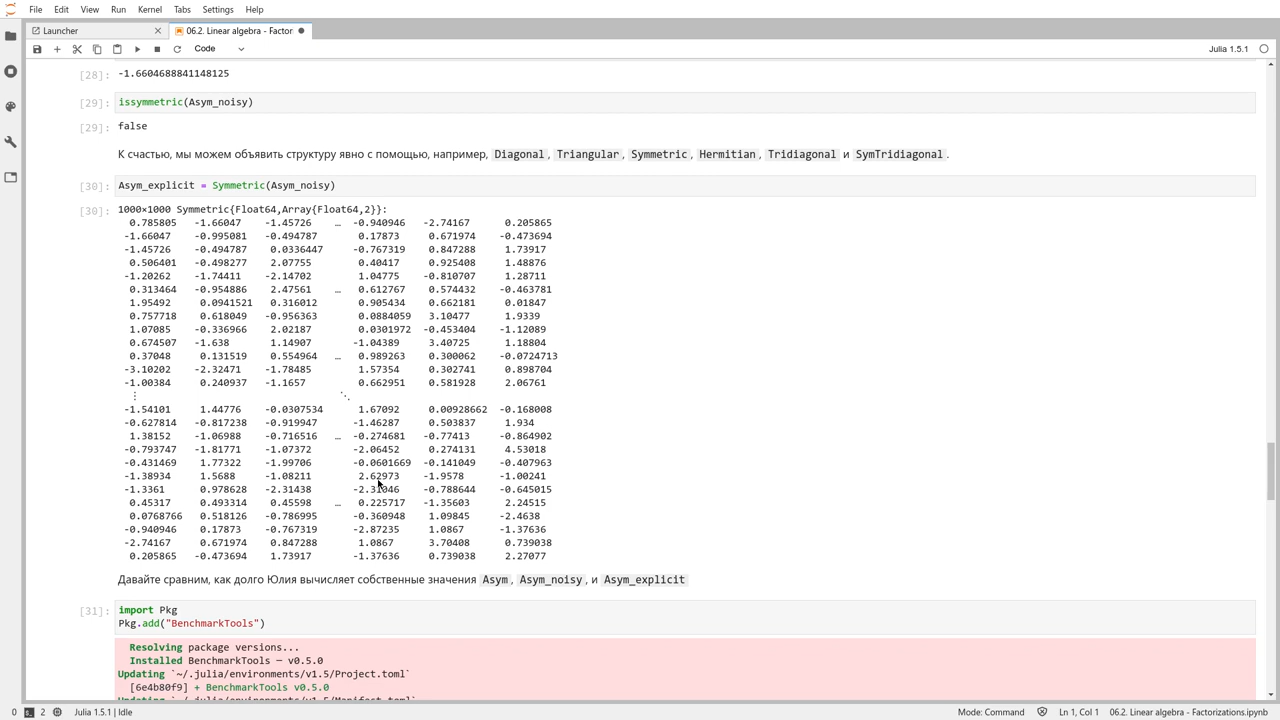 File Edit View Run Kernel Tabs Settings Help
Launcher
06.2. Linear algebra - Factor
Code
Julia 1.5.1
[28]: -1.6604688841148125
[29]: issymmetric(Asym_noisy)
[29]: false
К счастью, мы можем объявить структуру явно с помощью, например, Diagonal, Triangular, Symmetric, Hermitian, Tridiagonal и SymTridiagonal.
[30]: Asym_explicit = Symmetric(Asym_noisy)
[30]: 1000×1000 Symmetric{Float64,Array{Float64,2}}:
0.785805 -1.66047 -1.45726 … -0.940946 -2.74167 0.205865
-1.66047 -0.995081 -0.494787 0.17873 0.671974 -0.473694
-1.45726 -0.494787 0.0336447 -0.767319 0.847288 1.73917
0.506401 -0.498277 2.07755 0.40417 0.925408 1.48876
-1.20262 -1.74411 -2.14702 1.04775 -0.810707 1.28711
0.313464 -0.954886 2.47561 … 0.612767 0.574432 -0.463781
1.95492 0.0941521 0.316012 0.905434 0.662181 0.01847
0.757718 0.618049 -0.956363 0.0884059 3.10477 1.9339
1.07085 -0.336966 2.02187 0.0301972 -0.453404 -1.12089
0.674507 -1.638 1.14907 -1.04389 3.40725 1.18804
0.37048 0.131519 0.554964 … 0.989263 0.300062 -0.0724713
-3.10202 -2.32471 -1.78485 1.57354 0.302741 0.898704
-1.00384 0.240937 -1.1657 0.662951 0.581928 2.06761
⋮ ⋱
-1.54101 1.44776 -0.0307534 1.67092 0.00928662 -0.168008
-0.627814 -0.817238 -0.919947 -1.46287 0.503837 1.934
1.38152 -1.06988 -0.716516 … -0.274681 -0.77413 -0.864902
-0.793747 -1.81771 -1.07372 -2.06452 0.274131 4.53018
-0.431469 1.77322 -1.99706 -0.0601669 -0.141049 -0.407963
-1.38934 1.5688 -1.08211 2.62973 -1.9578 -1.00241
-1.3361 0.978628 -2.31438 -0.788644 -0.645015
0.45317 0.493314 0.45598 … 0.225717 -1.35603 2.24515
0.0768766 0.518126 -0.786995 -0.360948 1.09845 -2.4638
-0.940946 0.17873 -0.767319 -2.87235 1.0867 -1.37636
-2.74167 0.671974 0.847288 1.0867 3.70408 0.739038
0.205865 -0.473694 1.73917 -1.37636 0.739038 2.27077
Давайте сравним, как долго Юлия вычисляет собственные значения Asym, Asym_noisy, и Asym_explicit
[31]: import Pkg
Pkg.add("BenchmarkTools")
Resolving package versions...
Installed BenchmarkTools ─ v0.5.0
Updating `~/.julia/environments/v1.5/Project.toml`
[6e4b80f9] + BenchmarkTools v0.5.0
Updating `~/.julia/environments/v1.5/Manifest.toml`
0 2 Julia 1.5.1 | Idle Mode: Command Ln 1, Col 1 06.2. Linear algebra - Factorizations.ipynb